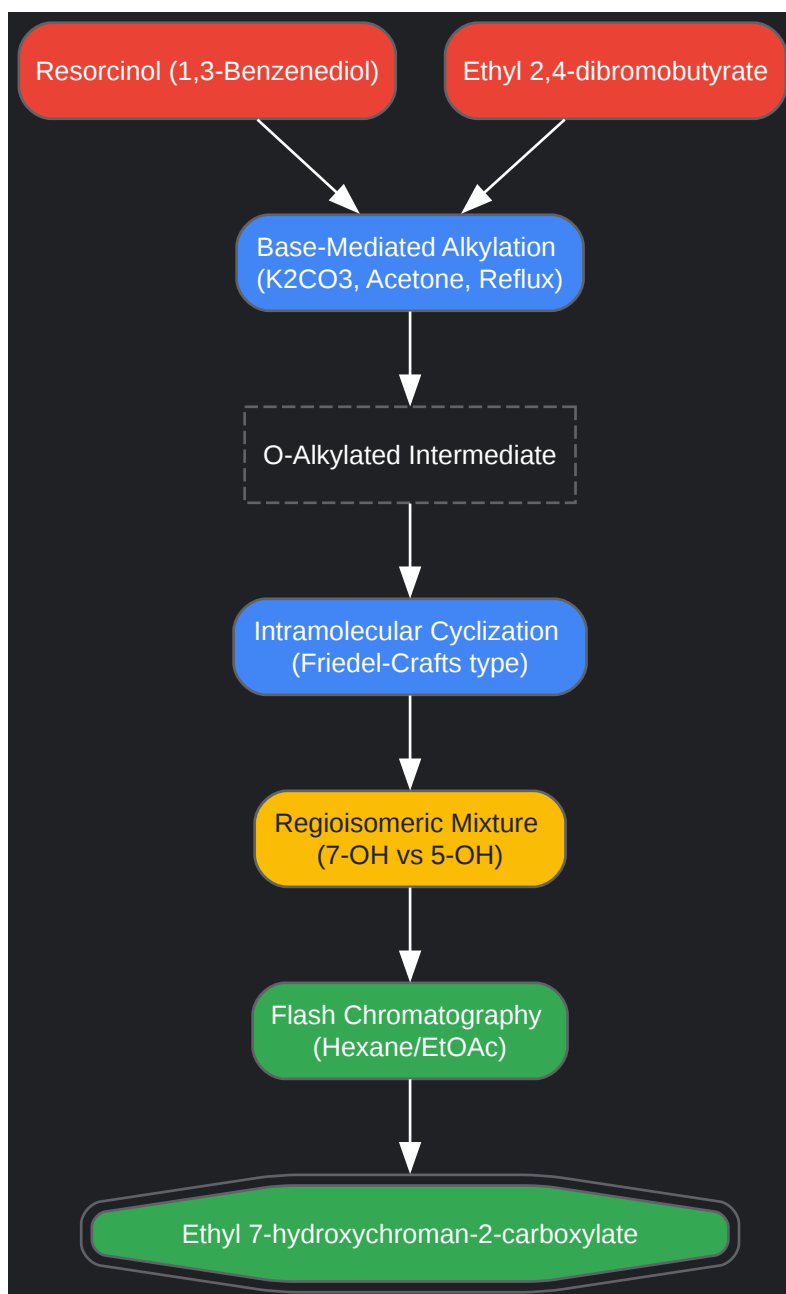 Resorcinol (1,3-Benzenediol)
Ethyl 2,4-dibromobutyrate
Base-Mediated Alkylation
(K2CO3, Acetone, Reflux)
O-Alkylated Intermediate
Intramolecular Cyclization
(Friedel-Crafts type)
Regioisomeric Mixture
(7-OH vs 5-OH)
Flash Chromatography
(Hexane/EtOAc)
Ethyl 7-hydroxychroman-2-carboxylate